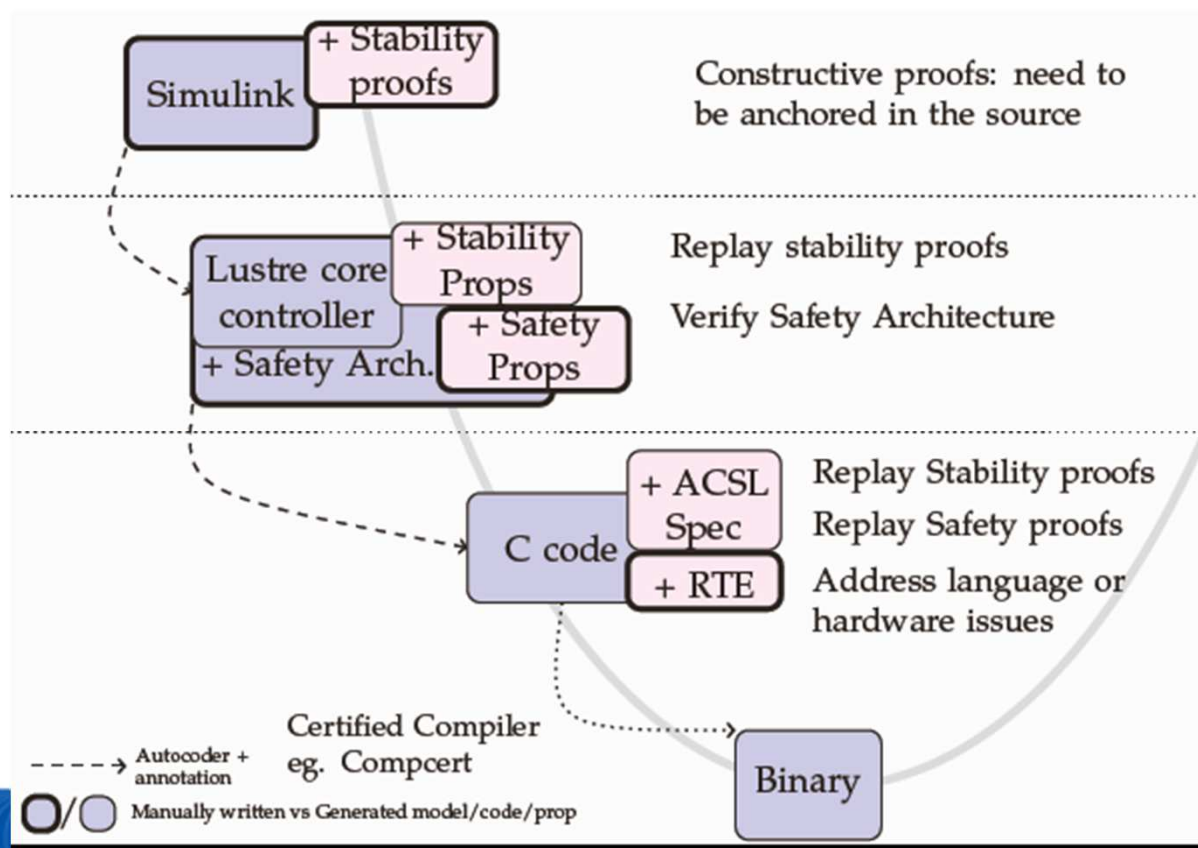 + Stability
proofs
Simulink
Constructive proofs: need to
be anchored in the source
+ Stability
Props
Lustre core
controller
+ Safety Arch.
+ Safety
Props
Replay stability proofs
Verify Safety Architecture
+ ACSL
Spec
C code
+ RTE
Replay Stability proofs
Replay Safety proofs
Address language or
hardware issues
Certified Compiler
eg. Compcert
Binary
Autocoder +
annotation
/
Manually written vs Generated model/code/prop